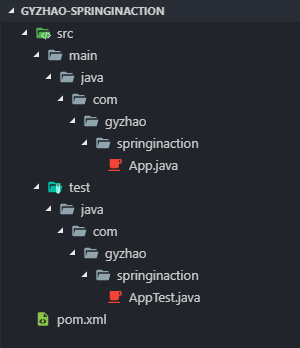 GYZHAO-SPRINGINACTION
src
main
java
com
gyzhao
springinaction
App.java
test
java
com
gyzhao
springinaction
AppTest.java
pom.xml